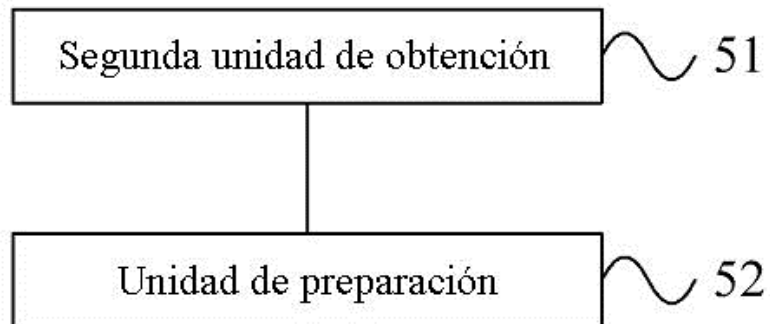 Segunda unidad de obtención 51
Unidad de preparación 52